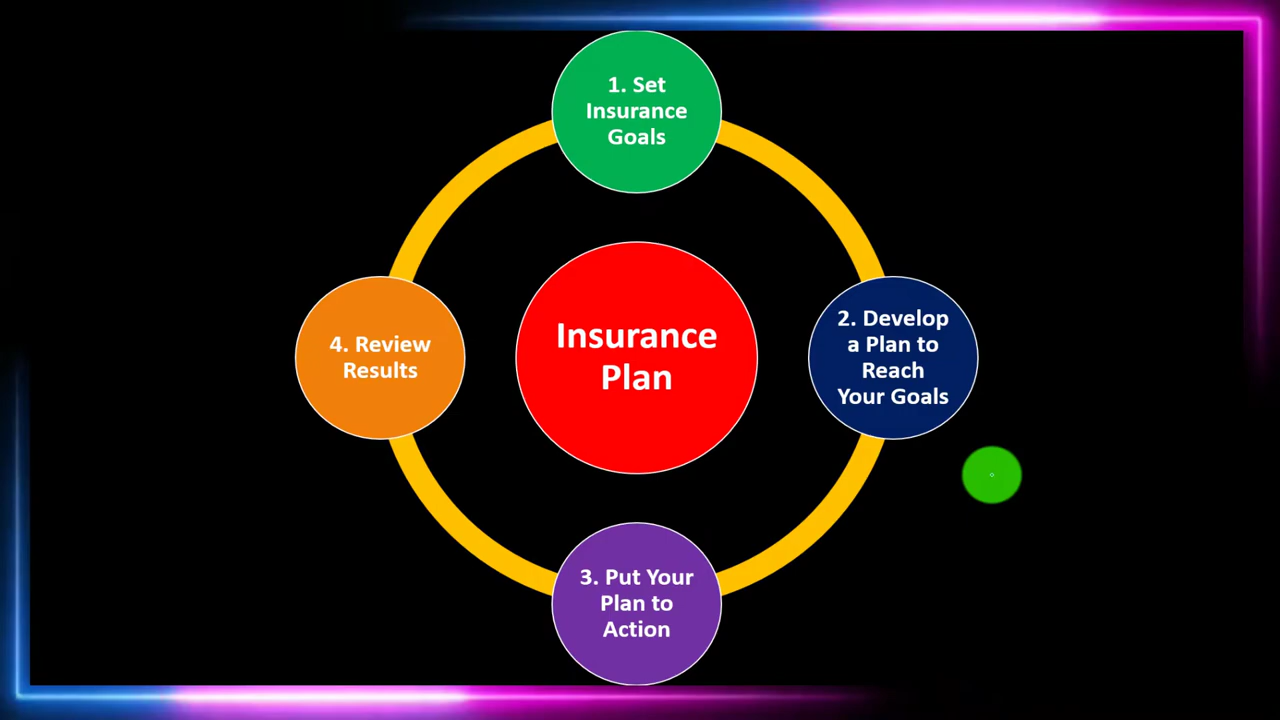 1. Set
Insurance
Goals
Insurance
Plan
2. Develop
a Plan to
Reach
Your Goals
3. Put Your
Plan to
Action
4. Review
Results